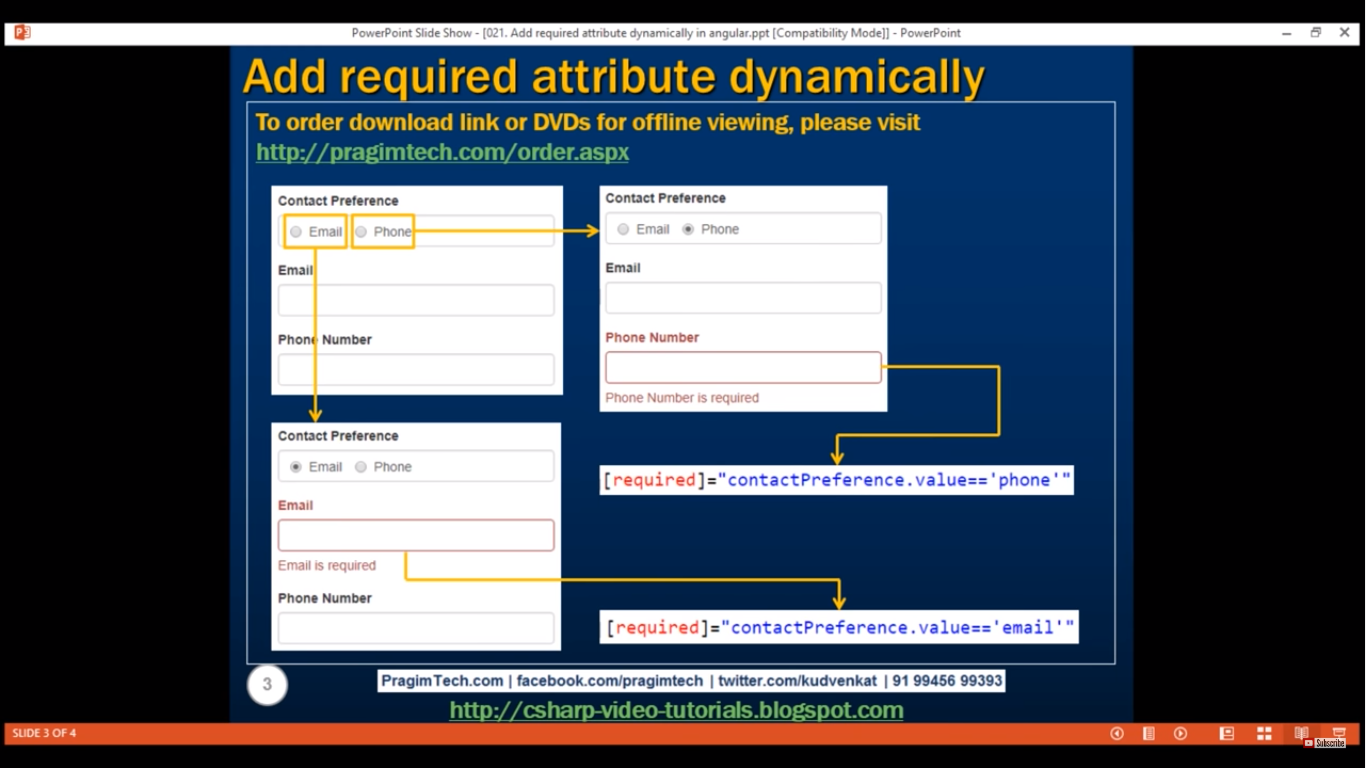 PowerPoint Slide Show - [021. Add required attribute dynamically in angular.ppt [Compatibility Mode]] - PowerPoint
Add required attribute dynamically
To order download link or DVDs for offline viewing, please visit
http://pragimtech.com/order.aspx
Contact Preference
Email Phone
Email
Phone Number
Contact Preference
Email Phone
Email
Phone Number
Phone Number is required
Contact Preference
Email Phone
Email
Email is required
Phone Number
[required]="contactPreference.value=='phone'"
[required]="contactPreference.value=='email'"
3
PragimTech.com | facebook.com/pragimtech | twitter.com/kudvenkat | 91 99456 99393
http://csharp-video-tutorials.blogspot.com
SLIDE 3 OF 4
Subscribe